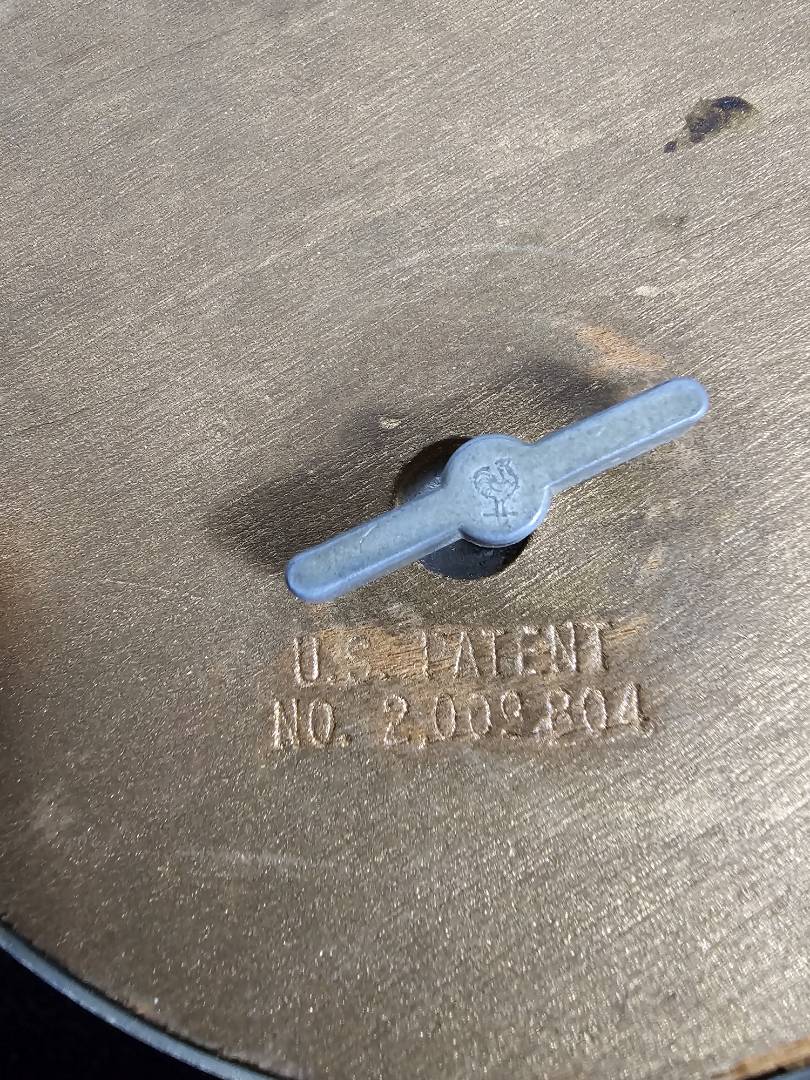 U.S. PATENT
NO. 2,009,804